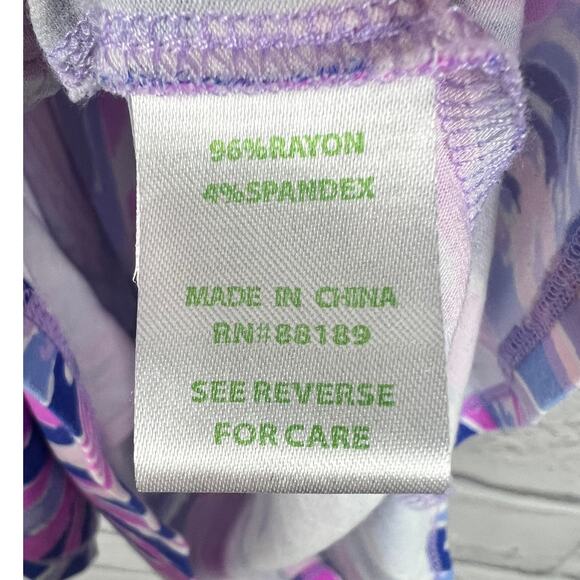 96%RAYON
4%SPANDEX
MADE IN CHINA
RN#88189
SEE REVERSE
FOR CARE